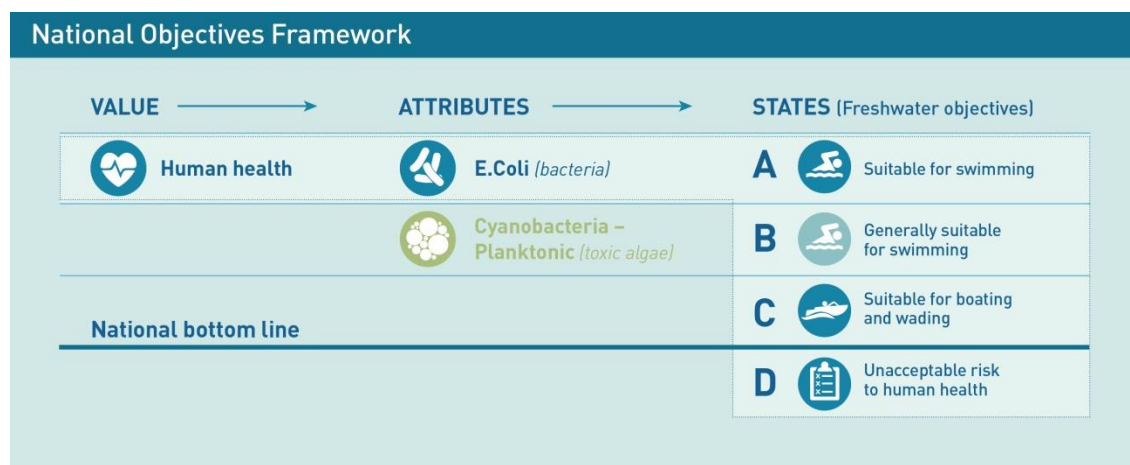 National Objectives Framework
VALUE
ATTRIBUTES
STATES (Freshwater objectives)
Human health
E.Coli (bacteria)
A
Suitable for swimming
Cyanobacteria –
Planktonic (toxic algae)
B
Generally suitable
for swimming
National bottom line
C
Suitable for boating
and wading
D
Unacceptable risk
to human health